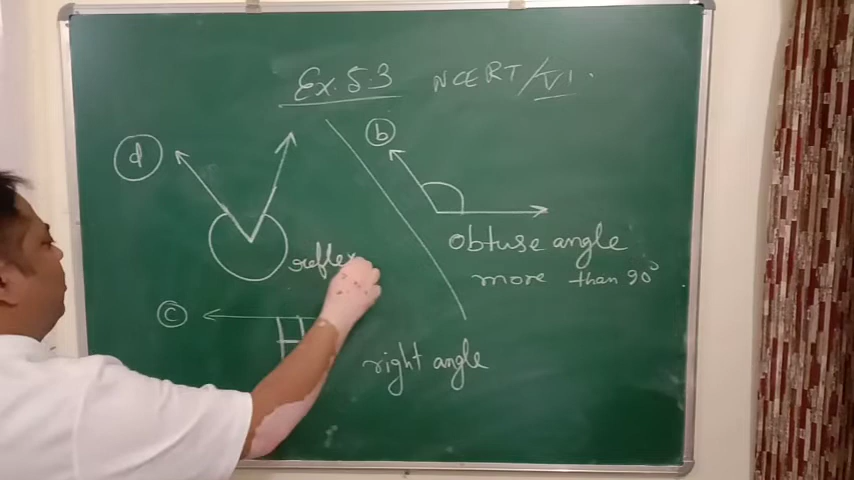 Ex. 5.3 NCERT/VI.
d
b
reflex
obtuse angle
more than 90°
c
right angle